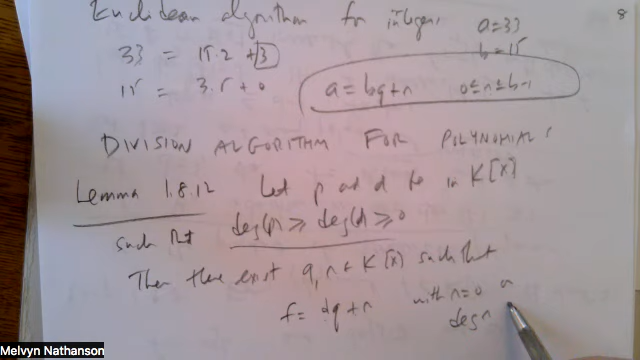 Euclidean algorithm for integers
8
a=33
b=15
33 = 15.2 + 3
15 = 3.5 + 0
a = bq+r 0≤r≤b-1
DIVISION ALGORITHM FOR POLYNOMIALS
Lemma 1.8.12 Let p and d be in K[x]
such that deg(p) ≥ deg(d) ≥ 0
Then there exist q, r ∈ K[x] such that
f = dq + r with r=0 or
deg r
Melvyn Nathanson